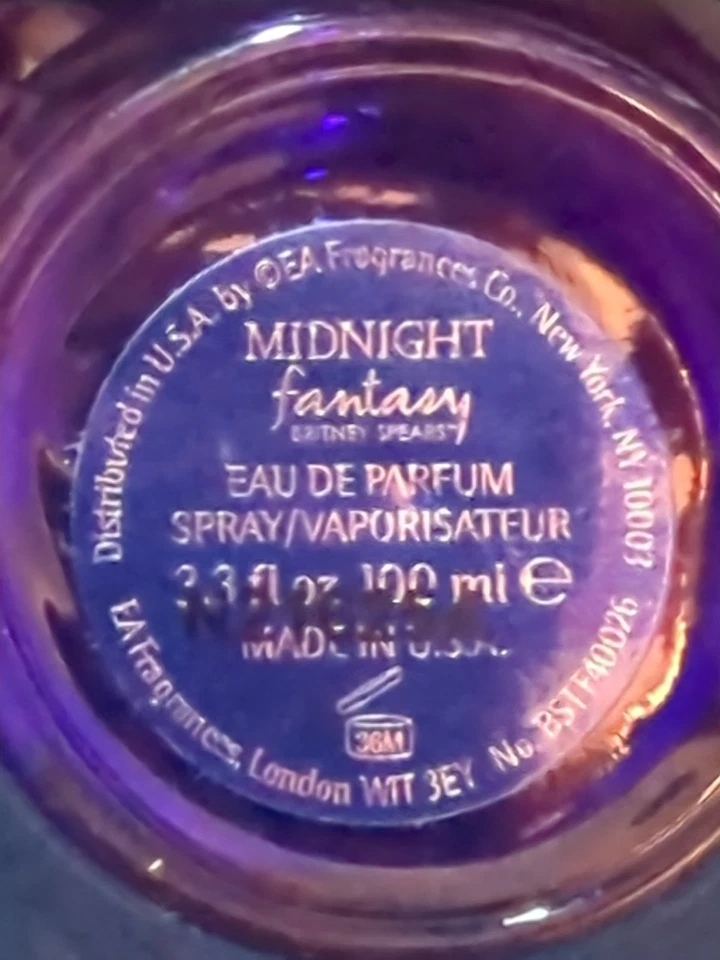 Distributed in U.S.A. by ©EA Fragrances Co., New York, NY 10003
MIDNIGHT
fantasy
BRITNEY SPEARS™
EAU DE PARFUM
SPRAY/VAPORISATEUR
3.3 fl oz 100 ml e
MADE IN U.S.A.
36M
EA Fragrances, London W1T 3EY No. BSTF40026